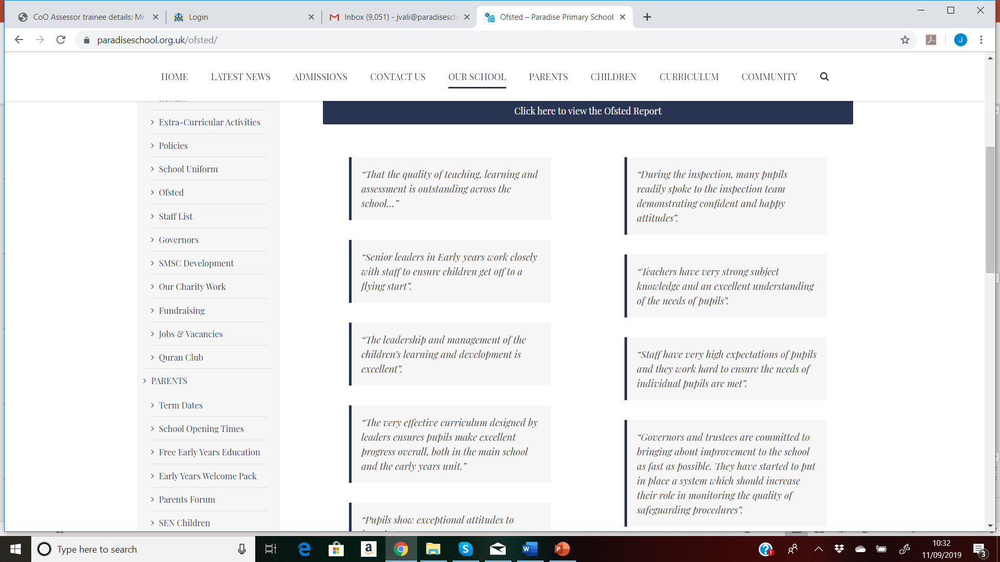 CoO Assessor trainee details: Mr
Login
Inbox (9,051) - jvali@paradisesch
Ofsted – Paradise Primary School
paradiseschool.org.uk/ofsted/
J
HOME
LATEST NEWS
ADMISSIONS
CONTACT US
OUR SCHOOL
PARENTS
CHILDREN
CURRICULUM
COMMUNITY
Extra-Curricular Activities
Policies
School Uniform
Ofsted
Staff List
Governors
SMSC Development
Our Charity Work
Fundraising
Jobs & Vacancies
Quran Club
PARENTS
Term Dates
School Opening Times
Free Early Years Education
Early Years Welcome Pack
Parents Forum
SEN Children
Click here to view the Ofsted Report
“That the quality of teaching, learning and
assessment is outstanding across the
school…”
“Senior leaders in Early years work closely
with staff to ensure children get off to a
flying start”.
“The leadership and management of the
children’s learning and development is
excellent”.
“The very effective curriculum designed by
leaders ensures pupils make excellent
progress overall, both in the main school
and the early years unit.”
“Pupils show exceptional attitudes to
“During the inspection, many pupils
readily spoke to the inspection team
demonstrating confident and happy
attitudes”.
“Teachers have very strong subject
knowledge and an excellent understanding
of the needs of pupils”.
“Staff have very high expectations of pupils
and they work hard to ensure the needs of
individual pupils are met”.
“Governors and trustees are committed to
bringing about improvement to the school
as fast as possible. They have started to put
in place a system which should increase
their role in monitoring the quality of
safeguarding procedures”.
Type here to search
10:32
11/09/2019
3